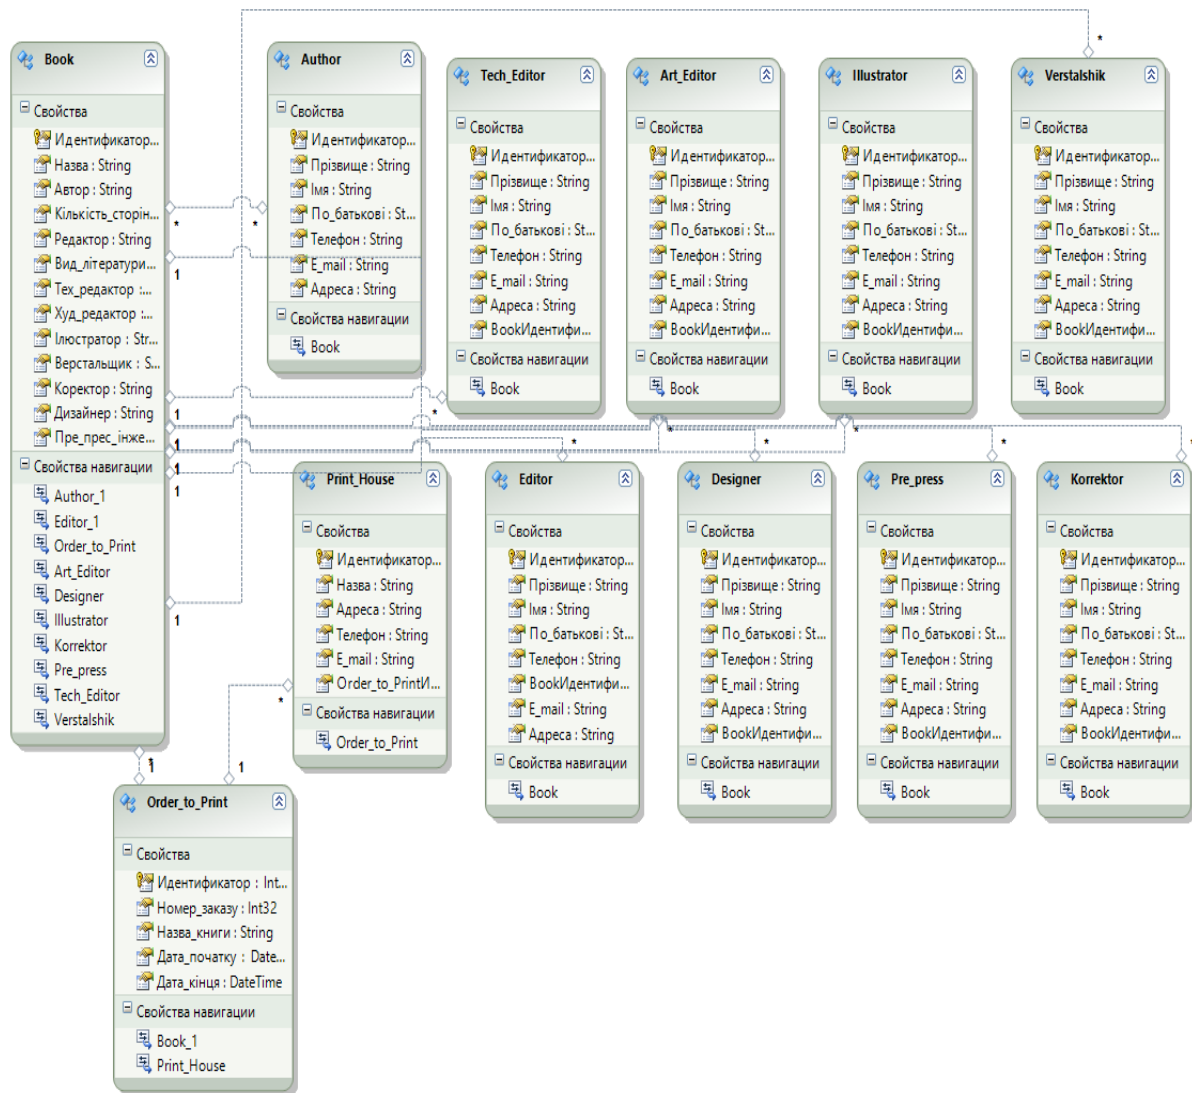 Book
Свойства
Идентификатор...
Назва : String
Автор : String
Кількість_сторін...
Редактор : String
Вид_літератури...
Тех_редактор :...
Худ_редактор :...
Ілюстратор : Str...
Верстальщик : S...
Коректор : String
Дизайнер : String
Пре_прес_інже...
Свойства навигации
Author_1
Editor_1
Order_to_Print
Art_Editor
Designer
Illustrator
Korrektor
Pre_press
Tech_Editor
Verstalshik
Author
Свойства
Идентификатор...
Прізвище : String
Імя : String
По_батькові : St...
Телефон : String
E_mail : String
Адреса : String
Свойства навигации
Book
Tech_Editor
Свойства
Идентификатор...
Прізвище : String
Імя : String
По_батькові : St...
Телефон : String
E_mail : String
Адреса : String
BookИдентифи...
Свойства навигации
Book
Art_Editor
Свойства
Идентификатор...
Прізвище : String
Імя : String
По_батькові : St...
Телефон : String
E_mail : String
Адреса : String
BookИдентифи...
Свойства навигации
Book
Illustrator
Свойства
Идентификатор...
Прізвище : String
Імя : String
По_батькові : St...
Телефон : String
E_mail : String
Адреса : String
BookИдентифи...
Свойства навигации
Book
Verstalshik
Свойства
Идентификатор...
Прізвище : String
Імя : String
По_батькові : St...
Телефон : String
E_mail : String
Адреса : String
BookИдентифи...
Свойства навигации
Book
*
*
*
1
*
1
*
*
*
*
*
1
1
1
1
*
1
*
1
Print_House
Свойства
Идентификатор...
Назва : String
Адреса : String
Телефон : String
E_mail : String
Order_to_PrintИ...
Свойства навигации
Order_to_Print
Editor
Свойства
Идентификатор...
Прізвище : String
Імя : String
По_батькові : St...
Телефон : String
BookИдентифи...
E_mail : String
Адреса : String
Свойства навигации
Book
Designer
Свойства
Идентификатор...
Прізвище : String
Імя : String
По_батькові : St...
Телефон : String
E_mail : String
Адреса : String
BookИдентифи...
Свойства навигации
Book
Pre_press
Свойства
Идентификатор...
Прізвище : String
Імя : String
По_батькові : St...
Телефон : String
E_mail : String
Адреса : String
BookИдентифи...
Свойства навигации
Book
Korrektor
Свойства
Идентификатор...
Прізвище : String
Імя : String
По_батькові : St...
Телефон : String
E_mail : String
Адреса : String
BookИдентифи...
Свойства навигации
Book
Order_to_Print
Свойства
Идентификатор : Int...
Номер_заказу : Int32
Назва_книги : String
Дата_початку : Date...
Дата_кінця : DateTime
Свойства навигации
Book_1
Print_House